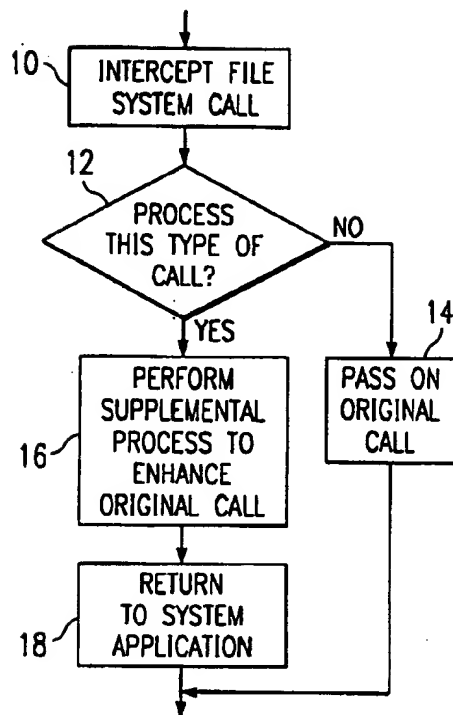 10
INTERCEPT FILE
SYSTEM CALL
12
PROCESS
THIS TYPE OF
CALL?
NO
YES
14
PASS ON
ORIGINAL
CALL
16
PERFORM
SUPPLEMENTAL
PROCESS TO
ENHANCE
ORIGINAL CALL
18
RETURN
TO SYSTEM
APPLICATION